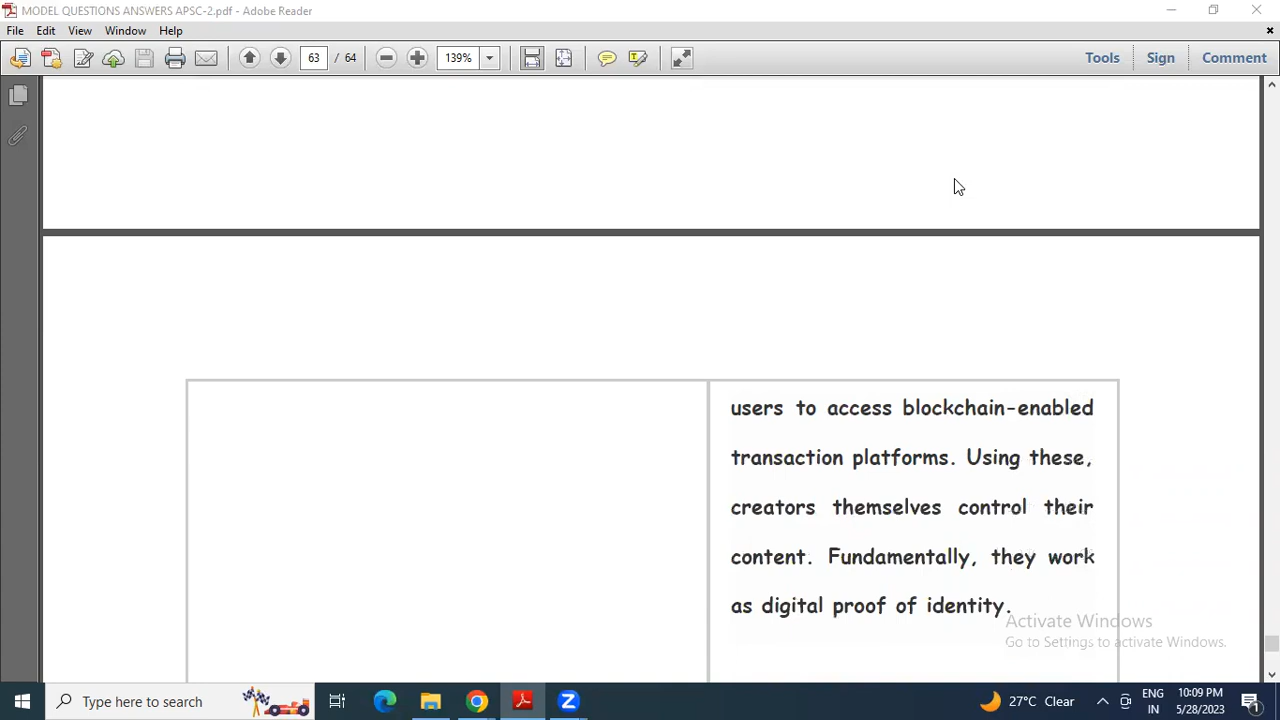 MODEL QUESTIONS ANSWERS APSC-2.pdf - Adobe Reader
File Edit View Window Help
63 / 64 139% Tools Sign Comment
users to access blockchain-enabled
transaction platforms. Using these,
creators themselves control their
content. Fundamentally, they work
as digital proof of identity.
Activate Windows
Go to Settings to activate Windows.
Type here to search
27°C Clear
ENG
IN
10:09 PM
5/28/2023
1